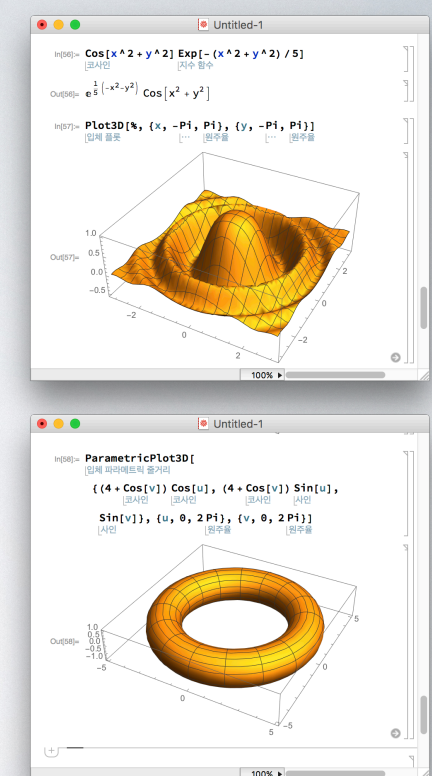 Untitled-1
In[56]:= Cos[x ^ 2 + y ^ 2] Exp[- (x ^ 2 + y ^ 2) / 5]
코사인 지수 함수
Out[56]= e^(1/5 (-x²-y²)) Cos[x² + y²]
In[57]:= Plot3D[%, {x, -Pi, Pi}, {y, -Pi, Pi}]
입체 플롯 ⋯ 원주율 ⋯ 원주율
Out[57]=
1.0
0.5
0.0
-0.5
-2
0
2
-2
0
2
100%
Untitled-1
In[58]:= ParametricPlot3D[
입체 파라메트릭 줄거리
{(4 + Cos[v]) Cos[u], (4 + Cos[v]) Sin[u],
코사인 코사인 코사인 사인
Sin[v]}, {u, 0, 2 Pi}, {v, 0, 2 Pi}]
사인 원주율 원주율
Out[58]=
1.0
0.5
0.0
-0.5
-1.0
-5
0
5
-5
0
5
100%